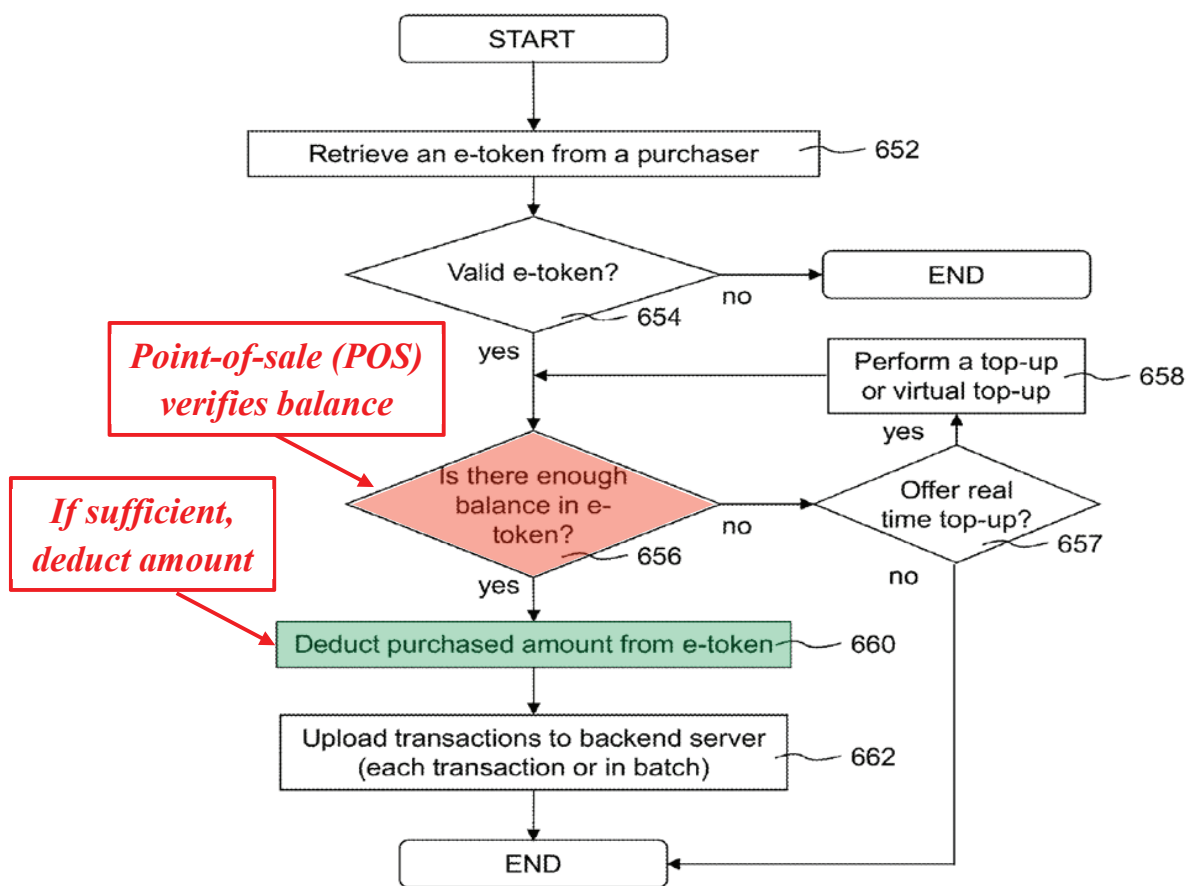 START
Retrieve an e-token from a purchaser
652
Valid e-token?
654
no
END
yes
Point-of-sale (POS)
verifies balance
Perform a top-up
or virtual top-up
658
yes
Is there enough
balance in e-
token?
656
no
Offer real
time top-up?
657
no
If sufficient,
deduct amount
yes
Deduct purchased amount from e-token
660
Upload transactions to backend server
(each transaction or in batch)
662
END